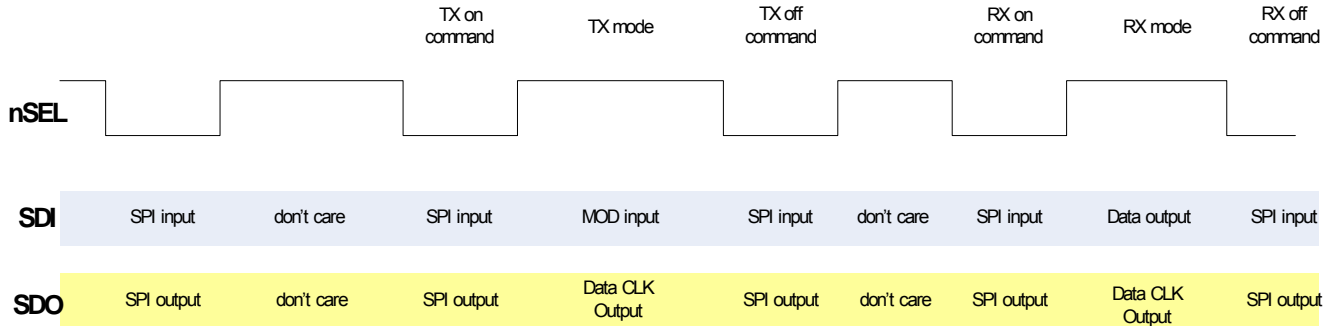 TX on command TX mode TX off command RX on command RX mode RX off command
nSEL
SDI SPI input don't care SPI input MOD input SPI input don't care SPI input Data output SPI input
SDO SPI output don't care SPI output Data CLK Output SPI output don't care SPI output Data CLK Output SPI output